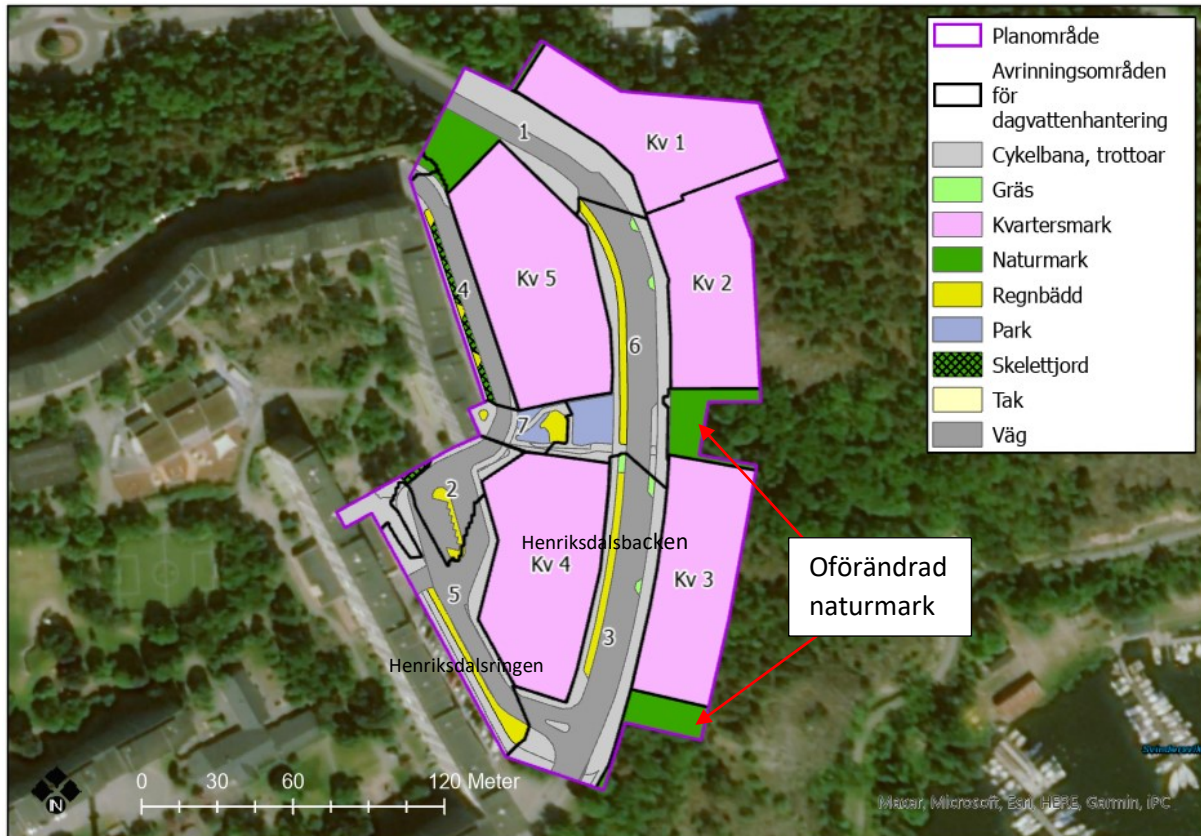 Planområde
Avrinningsområden
för
dagvattenhantering
Cykelbana, trottoar
Gräs
Kvartersmark
Naturmark
Regnbädd
Park
Skelettjord
Tak
Väg
1
Kv 1
Kv 5
Kv 2
4
6
7
2
Henriksdalsbacken
Kv 4
Kv 3
5
3
Henriksdalsringen
Oförändrad
naturmark
0 30 60 120 Meter
N
Maxar, Microsoft, Esri, HERE, Garmin, iPC